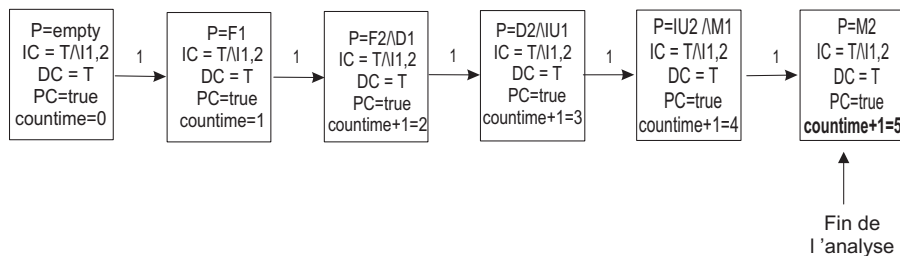 P=empty
IC = T/\I1,2
DC = T
PC=true
countime=0
1
P=F1
IC = T/\I1,2
DC = T
PC=true
countime=1
1
P=F2/\D1
IC = T/\I1,2
DC = T
PC=true
countime+1=2
1
P=D2/\IU1
IC = T/\I1,2
DC = T
PC=true
countime+1=3
1
P=IU2 /\M1
IC = T/\I1,2
DC = T
PC=true
countime+1=4
1
P=M2
IC = T/\I1,2
DC = T
PC=true
countime+1=5
Fin de
l 'analyse